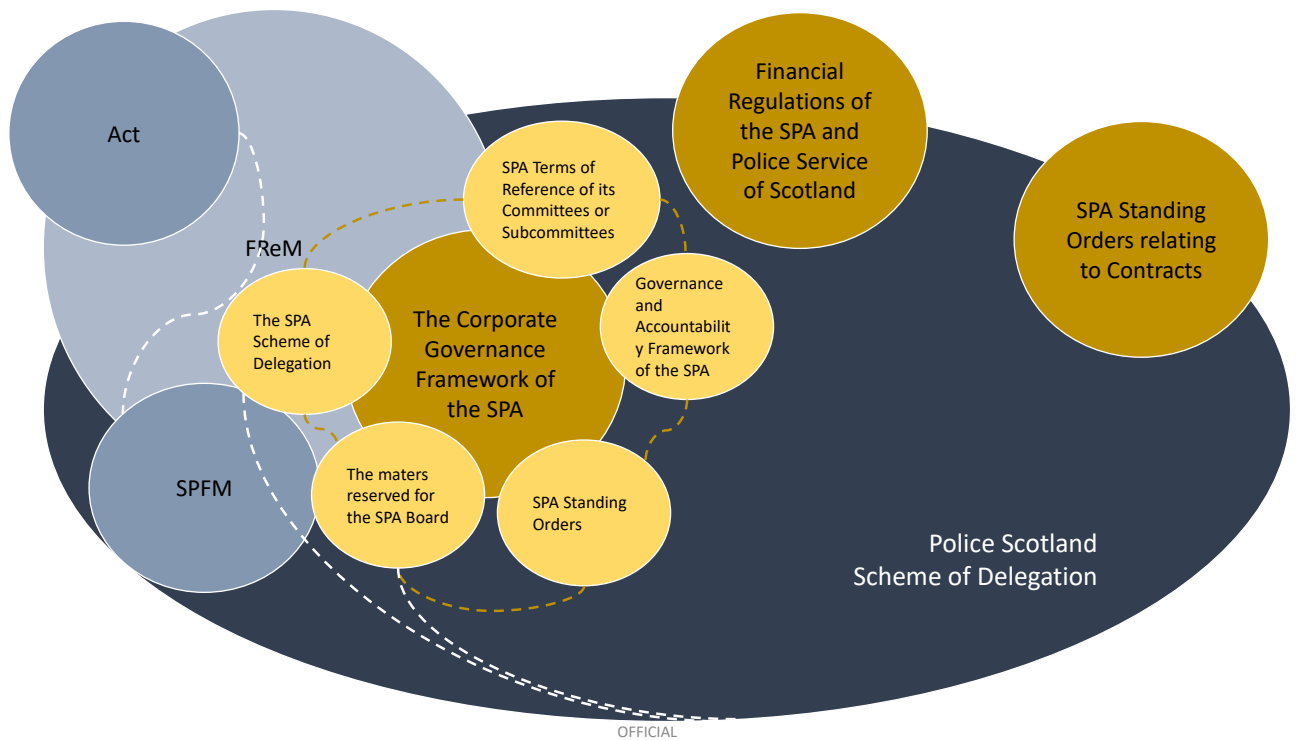 Act
FReM
SPFM
The SPA
Scheme of
Delegation
SPA Terms of
Reference of its
Committees or
Subcommittees
The Corporate
Governance
Framework of
the SPA
Governance
and
Accountabilit
y Framework
of the SPA
The maters
reserved for
the SPA Board
SPA Standing
Orders
Financial
Regulations of
the SPA and
Police Service
of Scotland
SPA Standing
Orders relating
to Contracts
Police Scotland
Scheme of Delegation
OFFICIAL